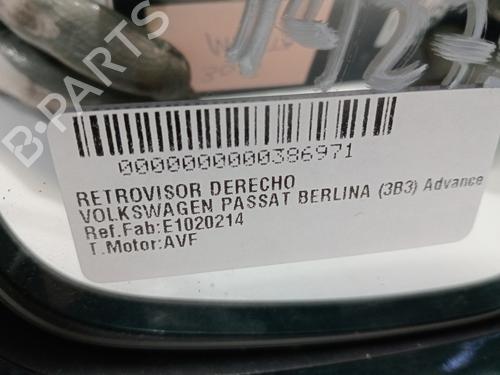 B-PARTS
0000000000386971
RETROVISOR DERECHO
VOLKSWAGEN PASSAT BERLINA (3B3) Advance
Ref.Fab:E1020214
T.Motor:AVF